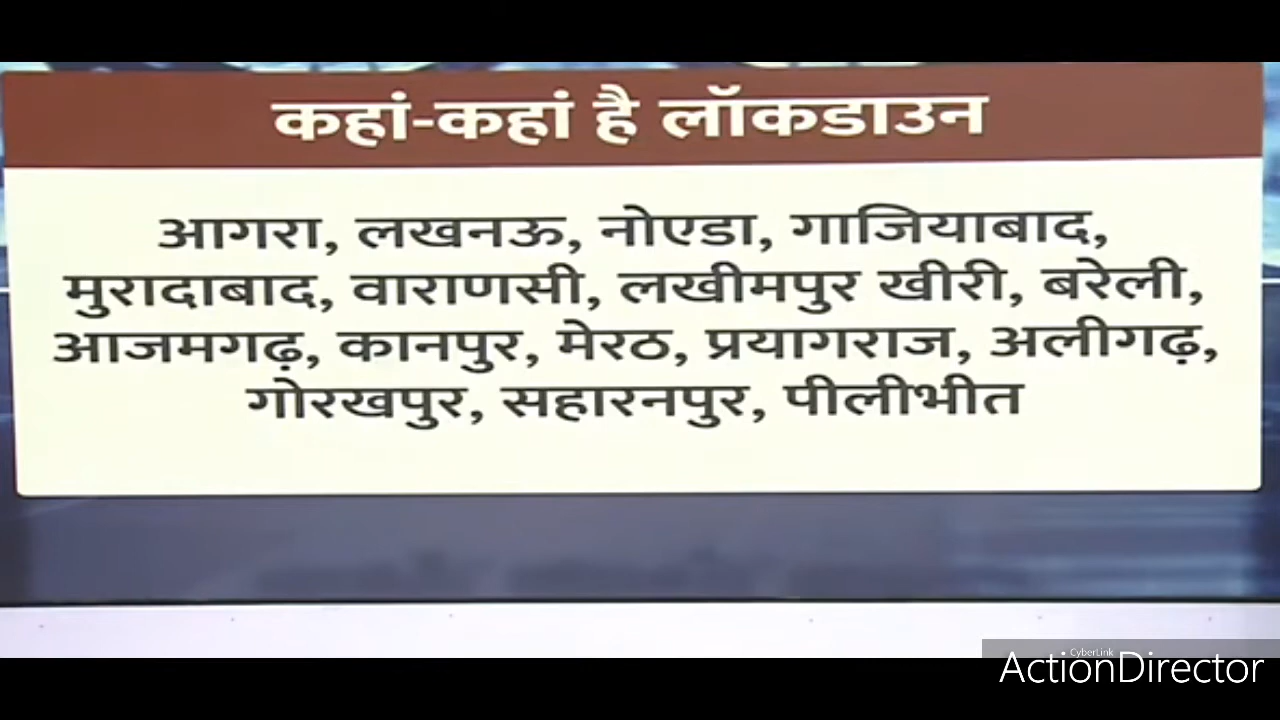 कहां-कहां है लॉकडाउन
आगरा, लखनऊ, नोएडा, गाजियाबाद,
मुरादाबाद, वाराणसी, लखीमपुर खीरी, बरेली,
आजमगढ़, कानपुर, मेरठ, प्रयागराज, अलीगढ़,
गोरखपुर, सहारनपुर, पीलीभीत
CyberLink
ActionDirector